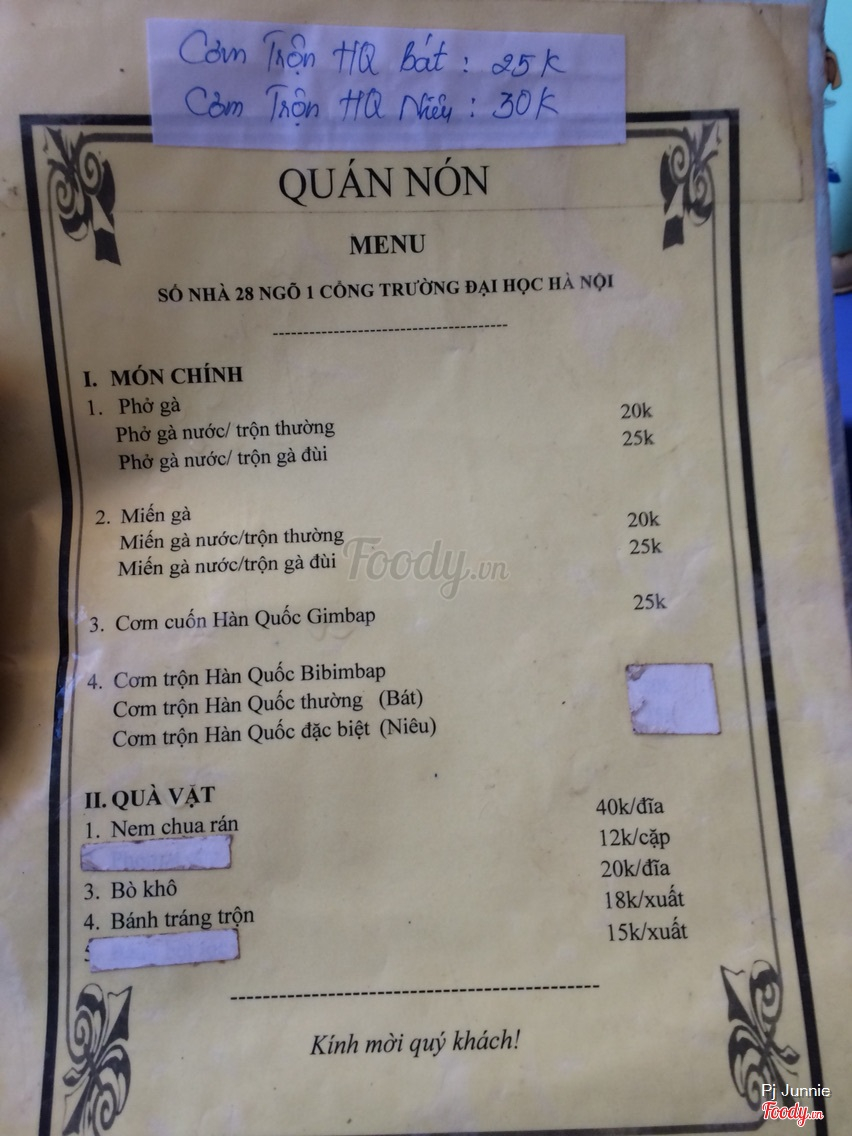 Cơm Trộn HQ bát : 25k
Cơm Trộn HQ Niêu : 30k
QUÁN NÓN
MENU
SỐ NHÀ 28 NGÕ 1 CỔNG TRƯỜNG ĐẠI HỌC HÀ NỘI
I. MÓN CHÍNH
1. Phở gà
Phở gà nước/ trộn thường 20k
Phở gà nước/ trộn gà đùi 25k
2. Miến gà
Miến gà nước/trộn thường 20k
Miến gà nước/trộn gà đùi 25k
Foody.vn
3. Cơm cuốn Hàn Quốc Gimbap 25k
4. Cơm trộn Hàn Quốc Bibimbap
Cơm trộn Hàn Quốc thường (Bát)
Cơm trộn Hàn Quốc đặc biệt (Niêu)
II. QUÀ VẶT
1. Nem chua rán 40k/đĩa
12k/cặp
3. Bò khô 20k/đĩa
4. Bánh tráng trộn 18k/xuất
15k/xuất
Kính mời quý khách!
Pj Junnie
Foody.vn